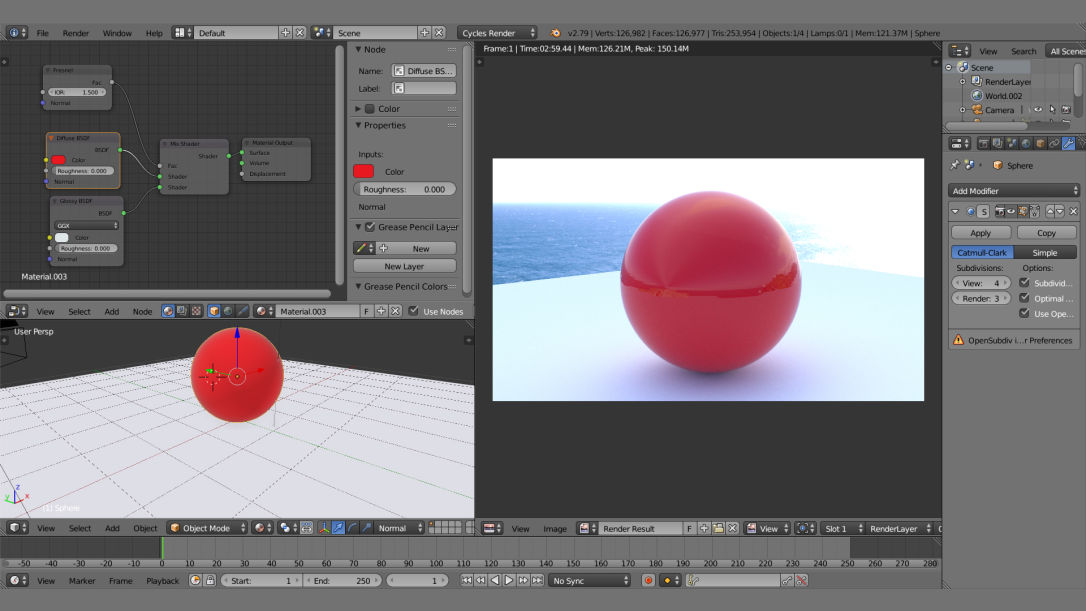 File Render Window Help Default Scene Cycles Render v2.79 | Verts:126,982 | Faces:126,977 | Tris:253,954 | Objects:1/4 | Lamps:0/1 | Mem:121.37M | Sphere
Fresnel
Fac
IOR: 1.500
Normal
Diffuse BSDF
BSDF
Color
Roughness: 0.000
Normal
Glossy BSDF
BSDF
GGX
Color
Roughness: 0.000
Normal
Mix Shader
Shader
Fac
Shader
Shader
Material Output
Surface
Volume
Displacement
Material.003
Node
Name: Diffuse BS...
Label:
Color
Properties
Inputs:
Color
Roughness: 0.000
Normal
Grease Pencil Layer
New
New Layer
Grease Pencil Colors
View Select Add Node Material.003 F Use Nodes
User Persp
z
y x
(1) Sphere
View Select Add Object Object Mode Normal
Frame:1 | Time:02:59.44 | Mem:126.21M, Peak: 150.14M
View Image Render Result F View Slot 1 RenderLayer
View Search All Scenes
Scene
RenderLayer
World.002
Camera
Sphere
Add Modifier
S
Apply Copy
Catmull-Clark Simple
Subdivisions: Options:
View: 4 Subdivid...
Render: 3 Optimal ...
Use Ope...
OpenSubdiv i...r Preferences
-50 -40 -30 -20 -10 0 10 20 30 40 50 60 70 80 90 100 110 120 130 140 150 160 170 180 190 200 210 220 230 240 250 260 270 280
View Marker Frame Playback Start: 1 End: 250 1 No Sync